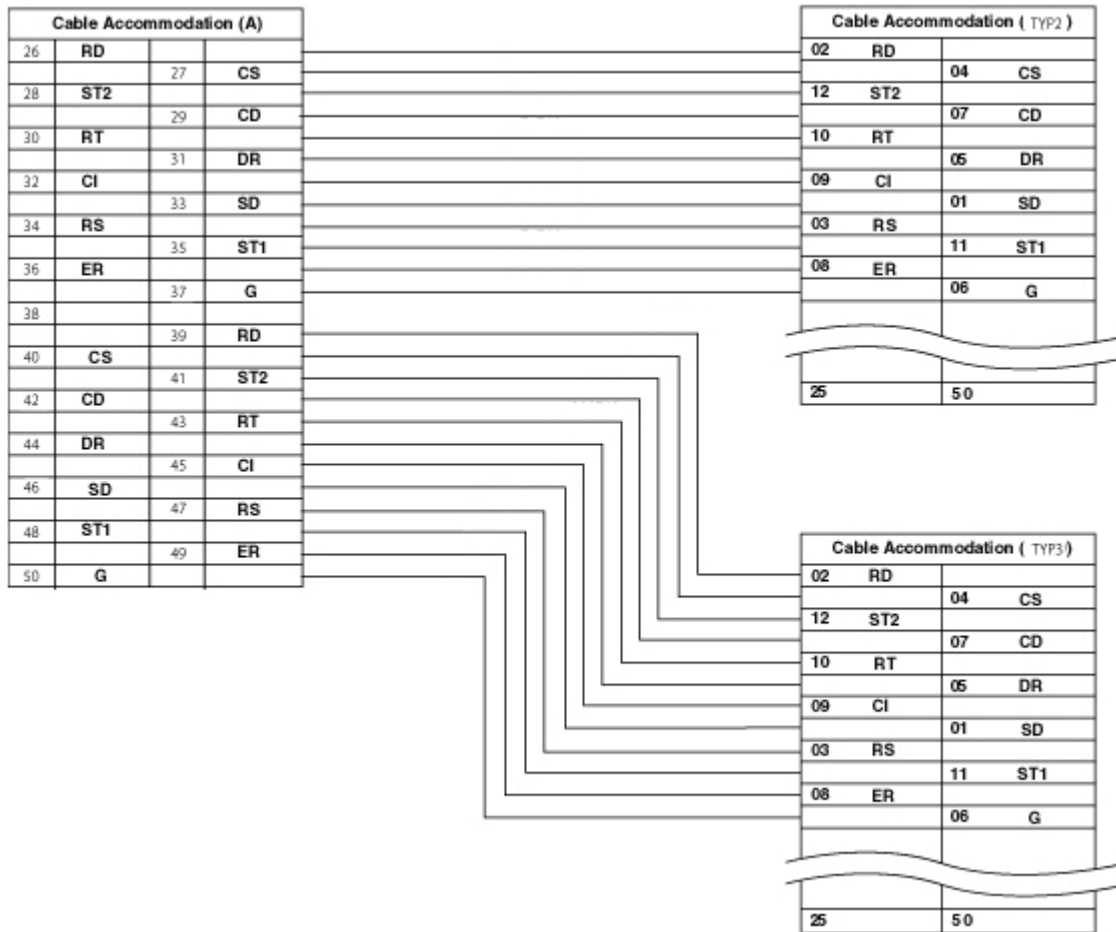 Cable Accommodation (A)
26 RD
27 CS
28 ST2
29 CD
30 RT
31 DR
32 CI
33 SD
34 RS
35 ST1
36 ER
37 G
38
39 RD
40 CS
41 ST2
42 CD
43 RT
44 DR
45 CI
46 SD
47 RS
48 ST1
49 ER
50 G
Cable Accommodation ( TYP2 )
02 RD
04 CS
12 ST2
07 CD
10 RT
05 DR
09 CI
01 SD
03 RS
11 ST1
08 ER
06 G
25 50
Cable Accommodation ( TYP3 )
02 RD
04 CS
12 ST2
07 CD
10 RT
05 DR
09 CI
01 SD
03 RS
11 ST1
08 ER
06 G
25 50